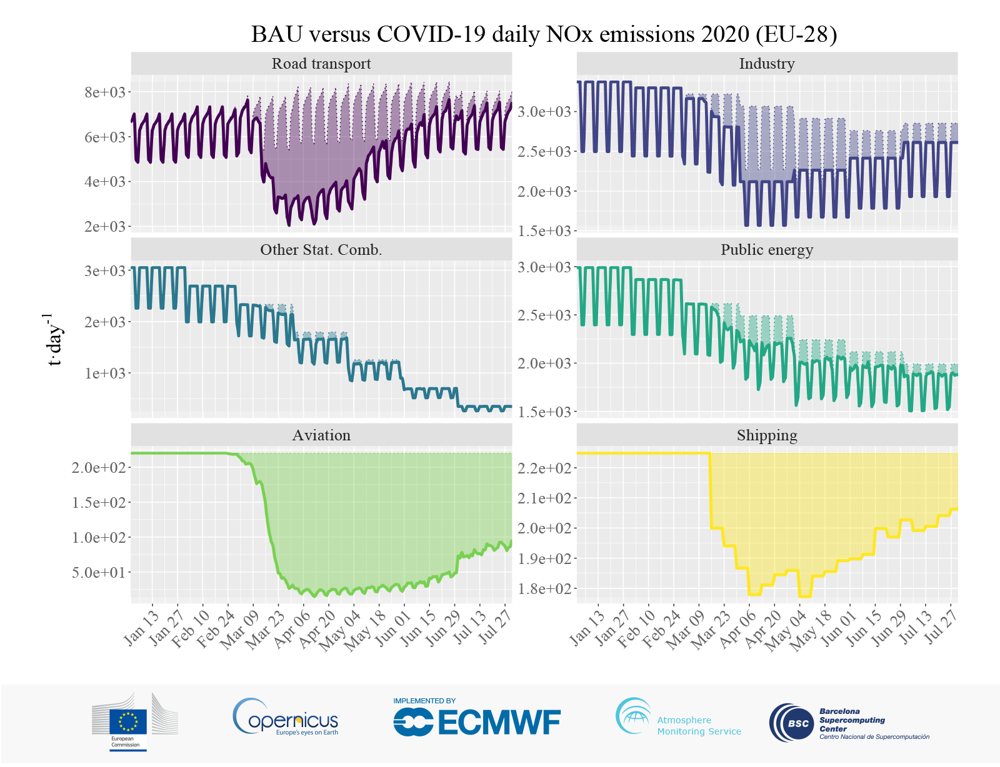 BAU versus COVID-19 daily NOx emissions 2020 (EU-28)
Road transport
Industry
8e+03
6e+03
4e+03
2e+03
3.0e+03
2.5e+03
2.0e+03
1.5e+03
Other Stat. Comb.
Public energy
3e+03
2e+03
1e+03
3.0e+03
2.5e+03
2.0e+03
1.5e+03
t·day-1
Aviation
Shipping
2.0e+02
1.5e+02
1.0e+02
5.0e+01
2.2e+02
2.1e+02
2.0e+02
1.9e+02
1.8e+02
Jan 13
Jan 27
Feb 10
Feb 24
Mar 09
Mar 23
Apr 06
Apr 20
May 04
May 18
Jun 01
Jun 15
Jun 29
Jul 13
Jul 27
Jan 13
Jan 27
Feb 10
Feb 24
Mar 09
Mar 23
Apr 06
Apr 20
May 04
May 18
Jun 01
Jun 15
Jun 29
Jul 13
Jul 27
European
Commission
Copernicus
Europe's eyes on Earth
IMPLEMENTED BY
ECMWF
Atmosphere
Monitoring Service
BSC
Barcelona
Supercomputing
Center
Centro Nacional de Supercomputación